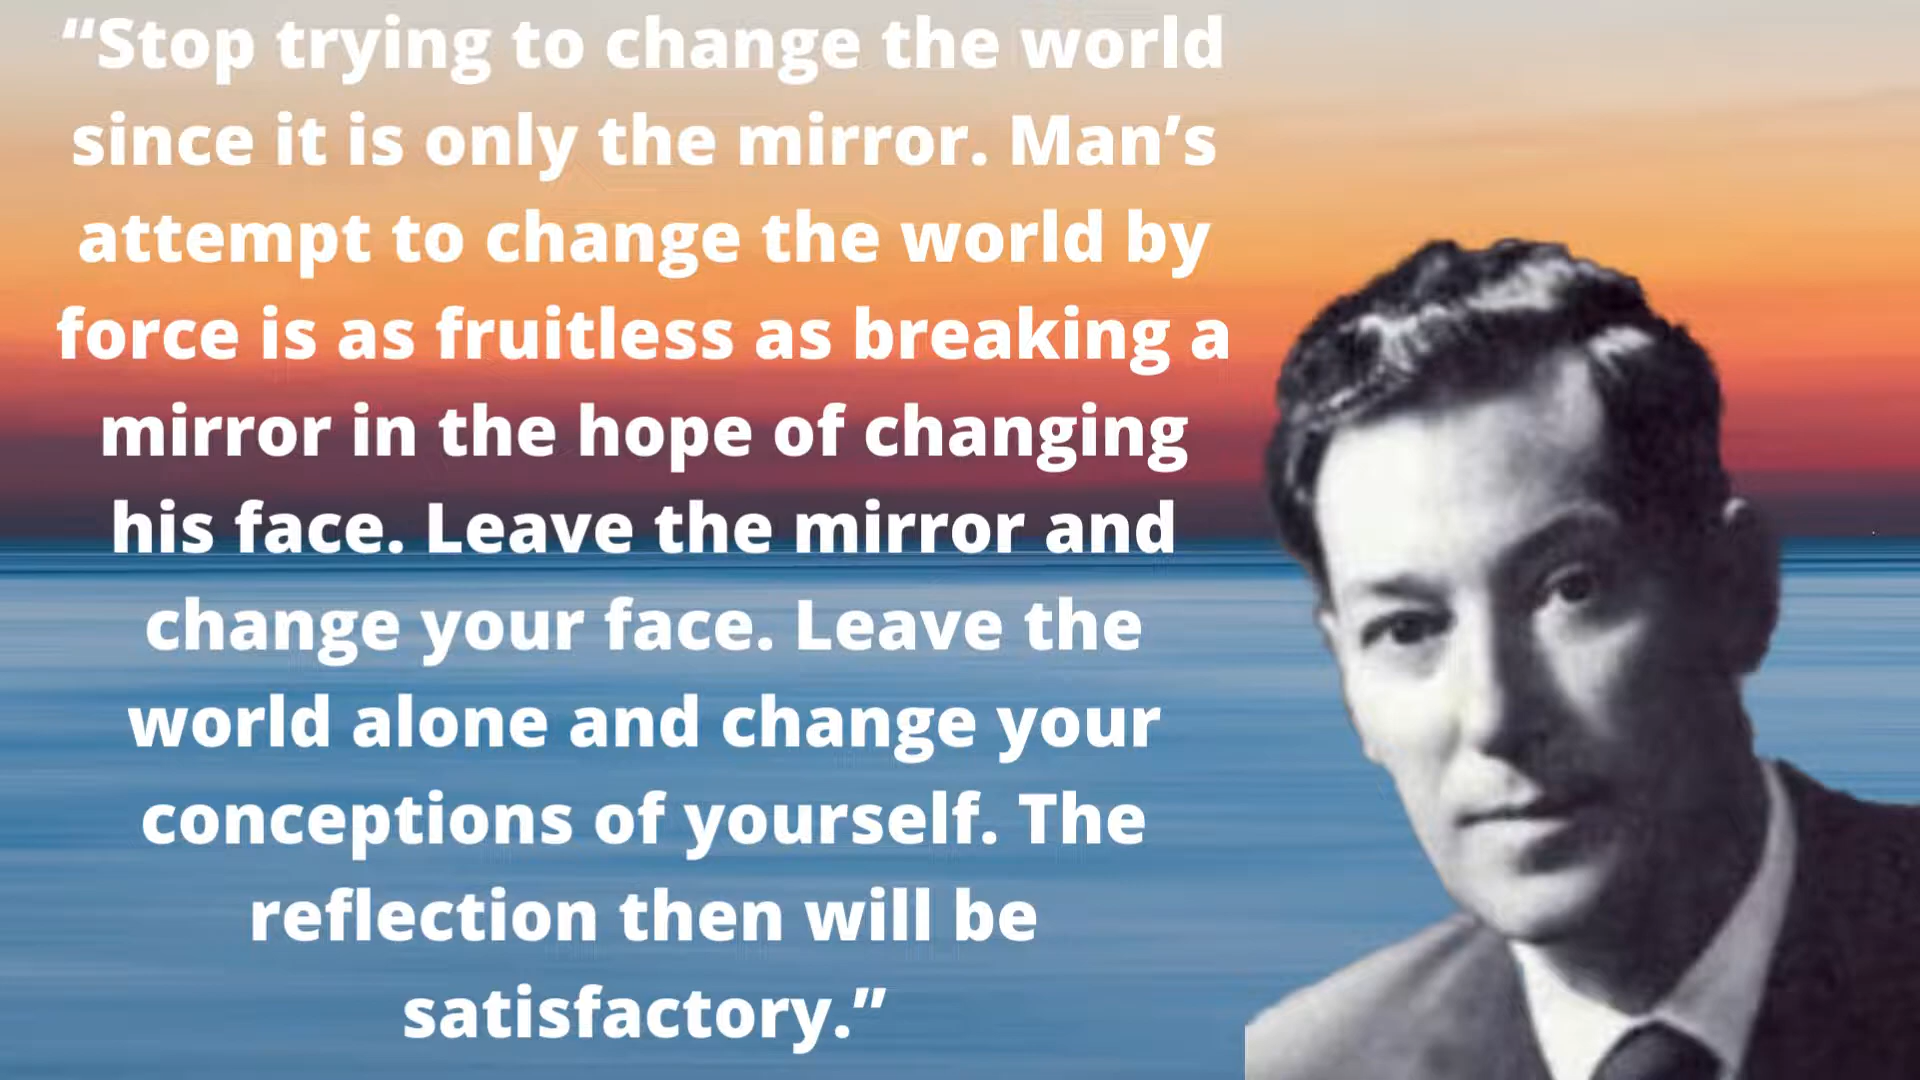 “Stop trying to change the world
since it is only the mirror. Man’s
attempt to change the world by
force is as fruitless as breaking a
mirror in the hope of changing
his face. Leave the mirror and
change your face. Leave the
world alone and change your
conceptions of yourself. The
reflection then will be
satisfactory.”